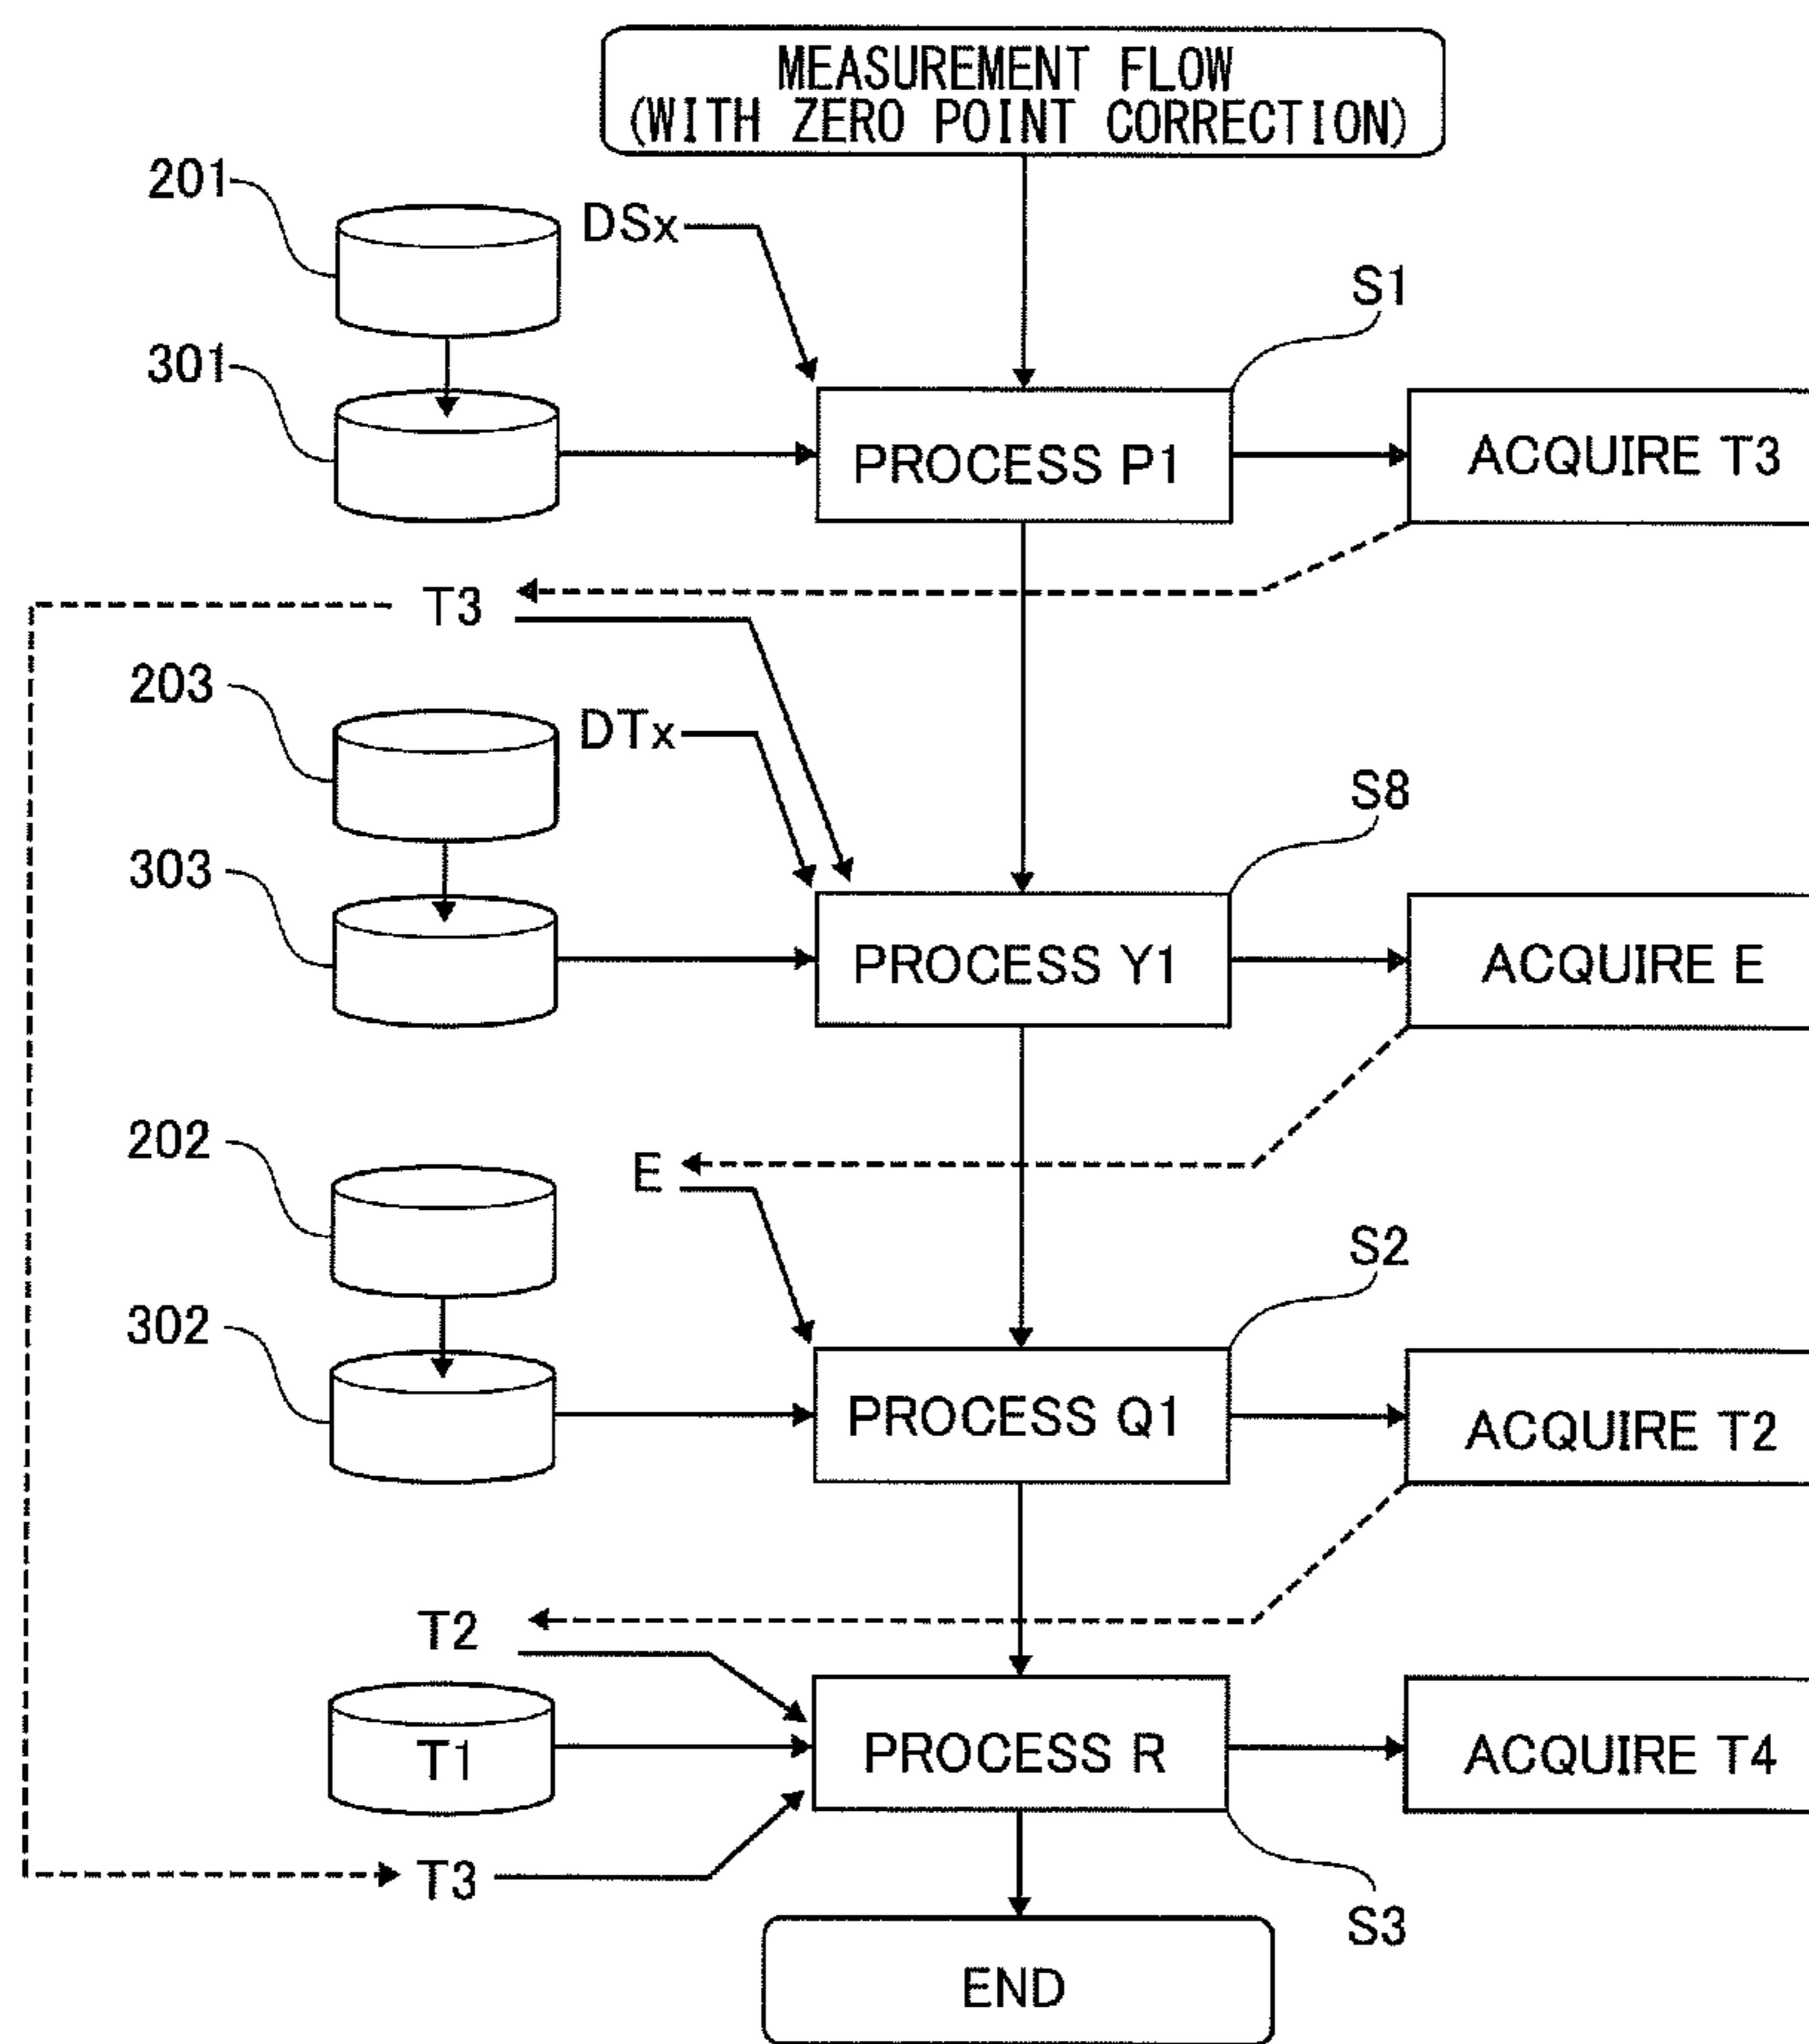 MEASUREMENT FLOW
(WITH ZERO POINT CORRECTION)
201
DSx
S1
301
PROCESS P1
ACQUIRE T3
T3
203
DTx
S8
303
PROCESS Y1
ACQUIRE E
202
E
S2
302
PROCESS Q1
ACQUIRE T2
T2
T1
PROCESS R
ACQUIRE T4
T3
S3
END